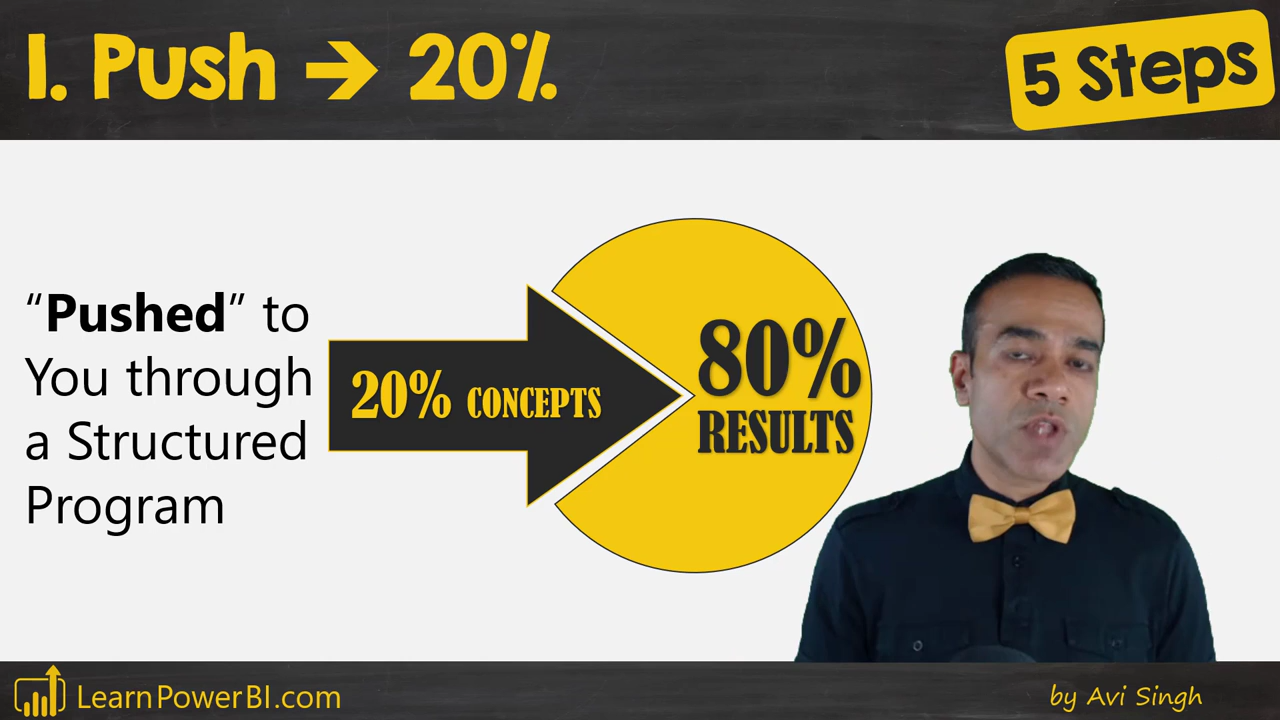 1. Push → 20%
5 Steps
“Pushed” to
You through
a Structured
Program
20% CONCEPTS
80%
RESULTS
LearnPowerBI.com
by Avi Singh